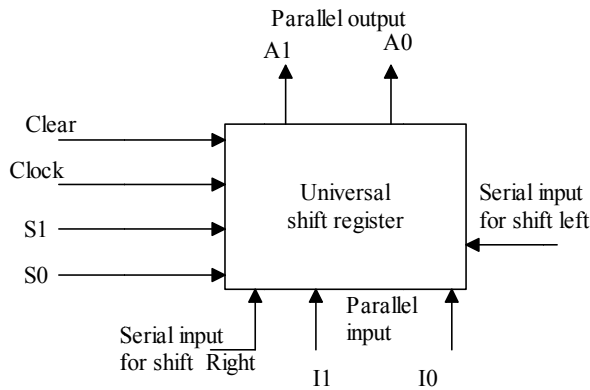 Parallel output
A1
A0
Clear
Clock
S1
S0
Universal
shift register
Serial input
for shift left
Parallel
input
Serial input
for shift Right
I1
I0